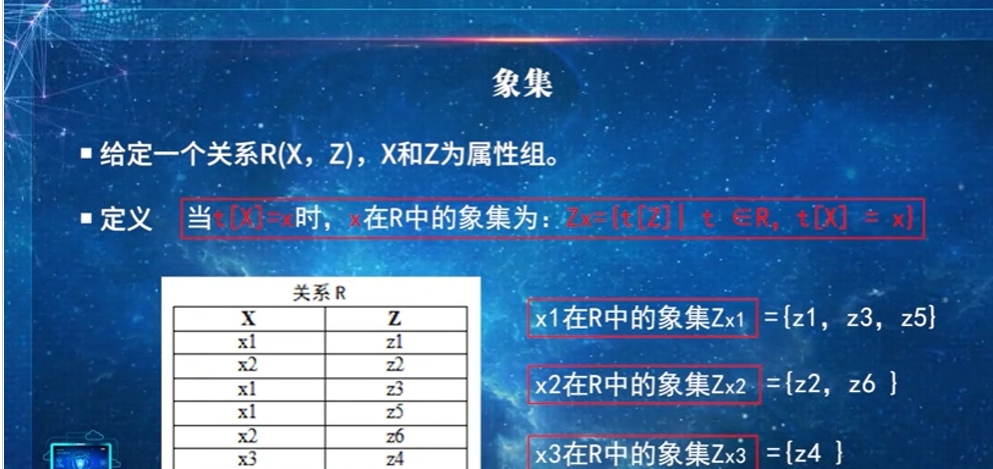 象集
给定一个关系R(X，Z)，X和Z为属性组。
定义 当t[X]=x时，x在R中的象集为：Zx={t[Z]| t ∈R, t[X] = x}
关系 R
X Z
x1 z1
x2 z2
x1 z3
x1 z5
x2 z6
x3 z4
x1在R中的象集Zx1 ={z1，z3，z5}
x2在R中的象集Zx2 ={z2，z6 }
x3在R中的象集Zx3 ={z4 }